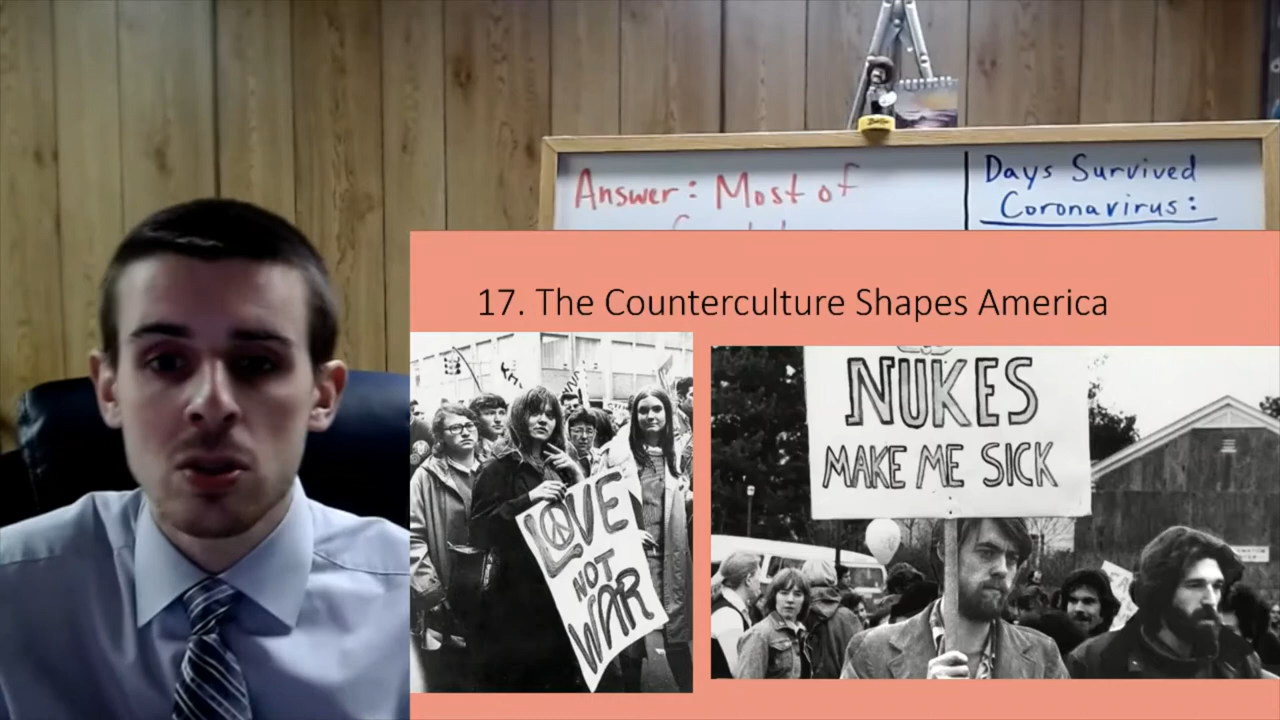 Answer: Most of
Days Survived
Coronavirus:
17. The Counterculture Shapes America
LOVE
NOT
WAR
NUKES
MAKE ME SICK